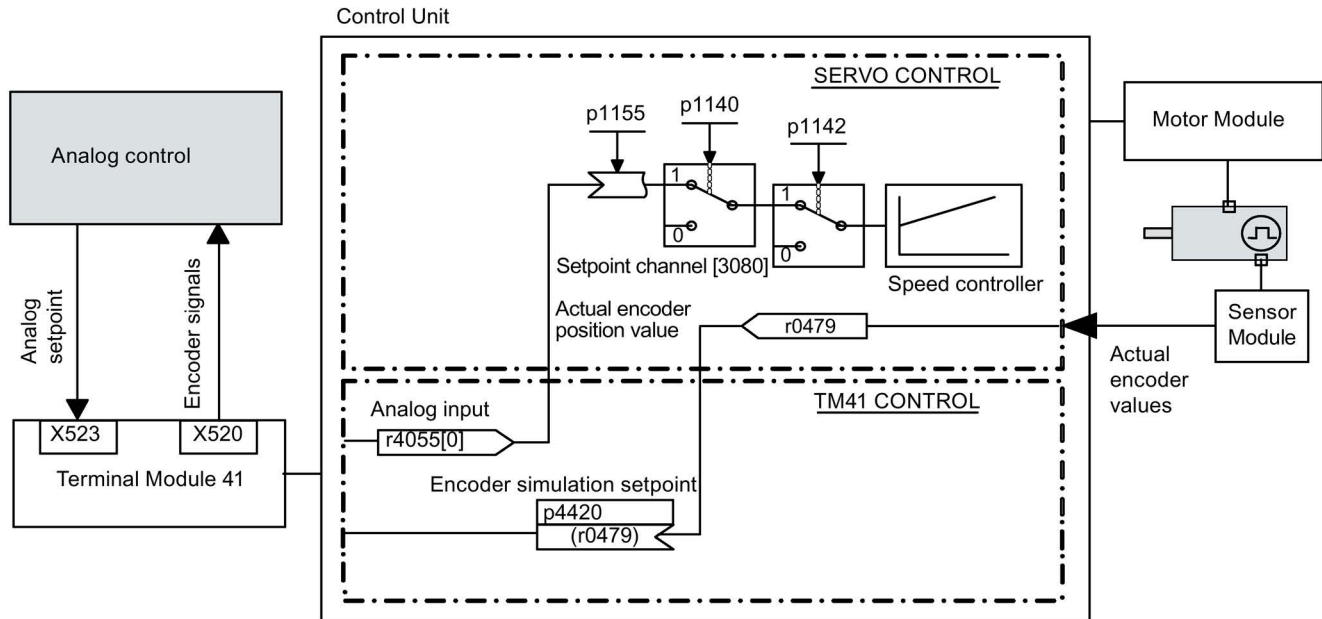 Control Unit
SERVO CONTROL
p1155
p1140
p1142
Analog control
Motor Module
1
0
1
0
Setpoint channel [3080]
Speed controller
Analog
setpoint
Encoder signals
Actual encoder
position value
r0479
Sensor
Module
Actual
encoder
values
TM41 CONTROL
Analog input
r4055[0]
X523
X520
Terminal Module 41
Encoder simulation setpoint
p4420
(r0479)